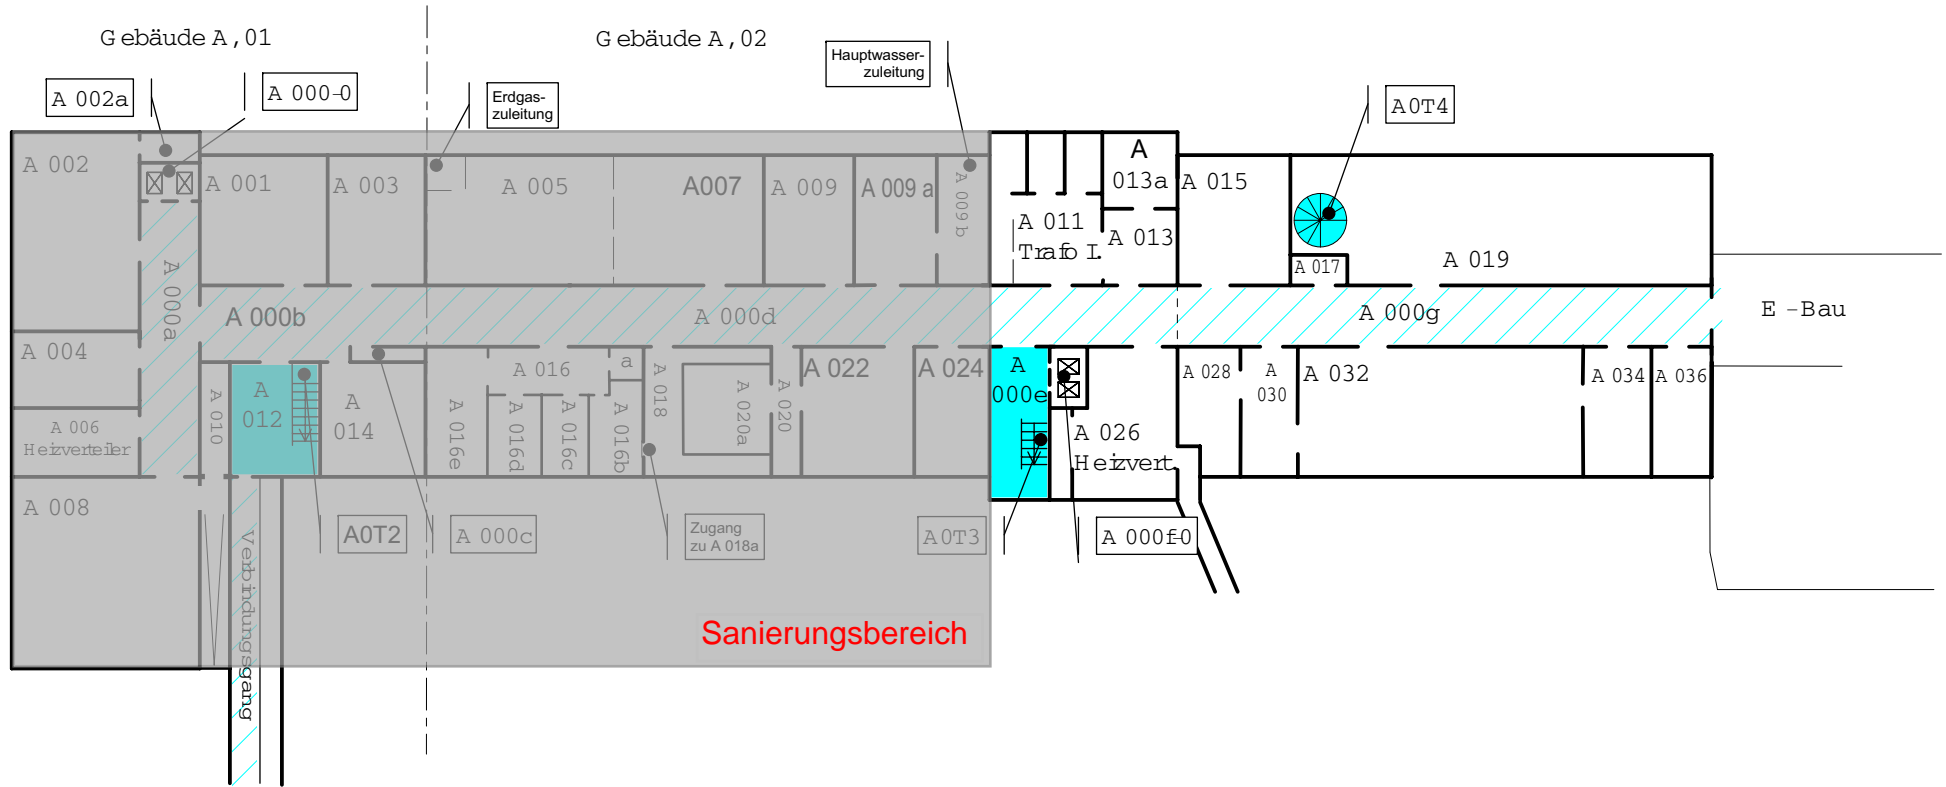 Gebäude A,01
Gebäude A,02
Hauptwasser-
zuleitung
A 002a
A 000-0
Erdgas-
zuleitung
A0T4
A 002
A 001
A 003
A 005
A007
A 009
A 009 a
A 009b
A
013a
A 015
A 011
Trafo I.
A 013
A 017
A 019
A 000a
A 000b
A 000d
A 000g
E -Bau
A 004
A 006
Heizverteiler
A 010
A
012
A
014
A 016
a
A 016e
A 016d
A 016c
A 016b
A 018
A 020a
A 020
A 022
A 024
A
000e
A 026
Heizvert.
A 028
A
030
A 032
A 034
A 036
A 008
A0T2
A 000c
Zugang
zu A 018a
A0T3
A 000f-0
Verbindungsgang
Sanierungsbereich